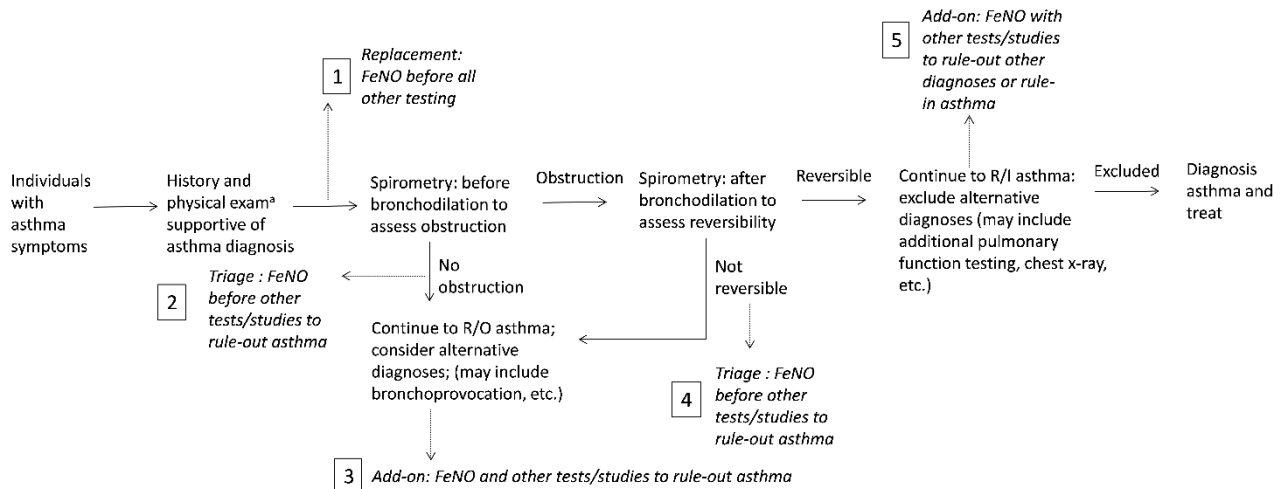 Replacement:
FeNO before all
other testing
1
Add-on: FeNO with
other tests/studies
to rule-out other
diagnoses or rule-
in asthma
5
Individuals
with
asthma
symptoms
History and
physical examᵃ
supportive of
asthma diagnosis
Spirometry: before
bronchodilation to
assess obstruction
Obstruction
Spirometry: after
bronchodilation to
assess reversibility
Reversible
Continue to R/I asthma:
exclude alternative
diagnoses (may include
additional pulmonary
function testing, chest x-ray,
etc.)
Excluded
Diagnosis
asthma and
treat
No
obstruction
Not
reversible
2
Triage : FeNO
before other
tests/studies to
rule-out asthma
Continue to R/O asthma;
consider alternative
diagnoses; (may include
bronchoprovocation, etc.)
4
Triage : FeNO
before other
tests/studies to
rule-out asthma
3
Add-on: FeNO and other tests/studies to rule-out asthma